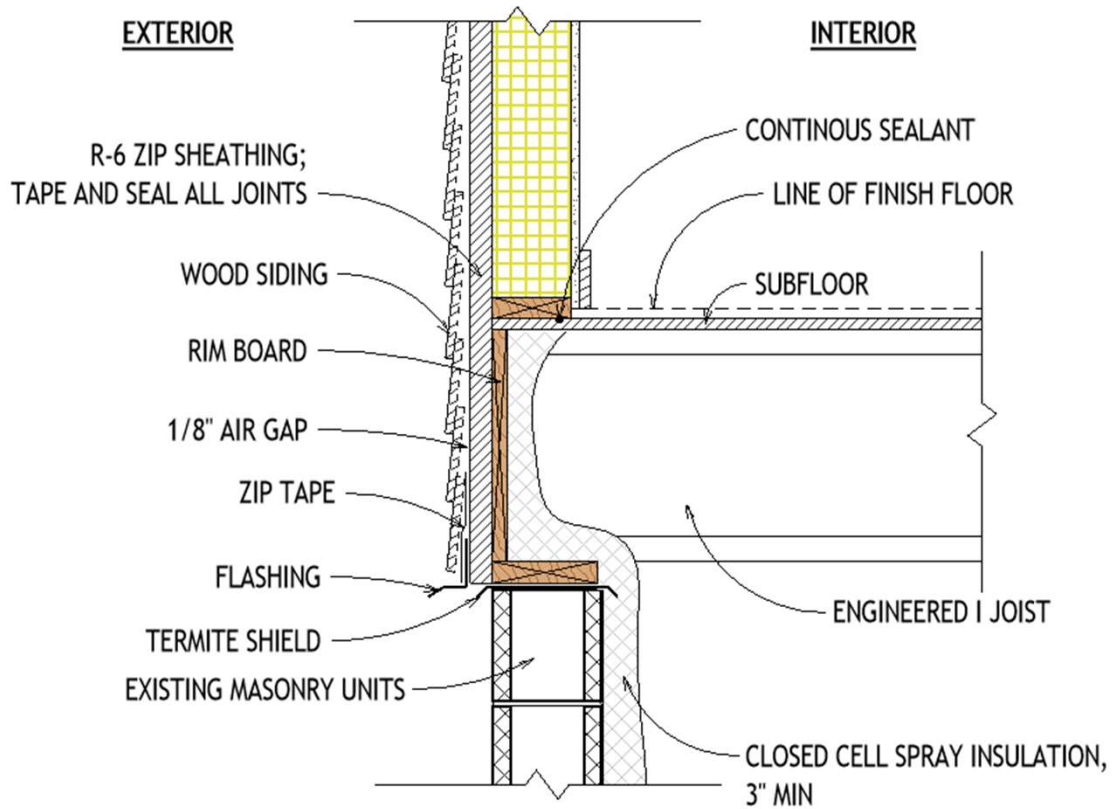 EXTERIOR
INTERIOR
R-6 ZIP SHEATHING;
TAPE AND SEAL ALL JOINTS
WOOD SIDING
RIM BOARD
1/8" AIR GAP
ZIP TAPE
FLASHING
TERMITE SHIELD
EXISTING MASONRY UNITS
CONTINOUS SEALANT
LINE OF FINISH FLOOR
SUBFLOOR
ENGINEERED I JOIST
CLOSED CELL SPRAY INSULATION,
3" MIN